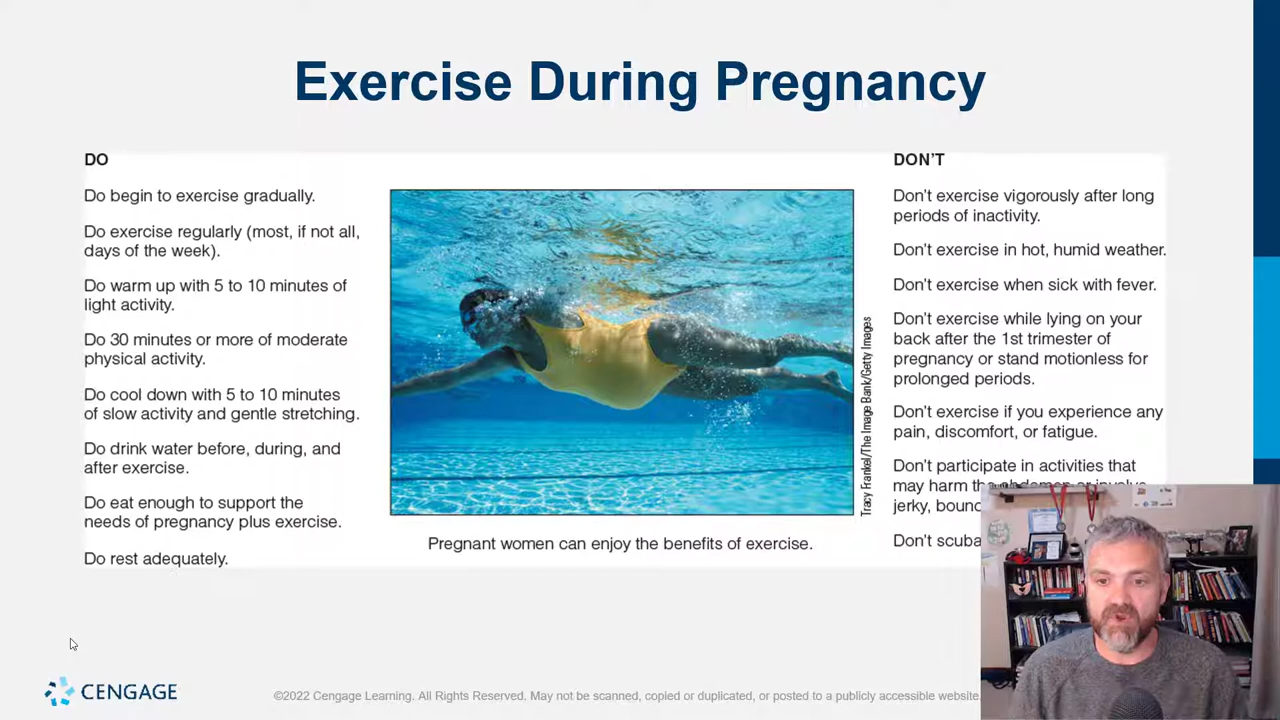 Exercise During Pregnancy
DO
Do begin to exercise gradually.
Do exercise regularly (most, if not all,
days of the week).
Do warm up with 5 to 10 minutes of
light activity.
Do 30 minutes or more of moderate
physical activity.
Do cool down with 5 to 10 minutes
of slow activity and gentle stretching.
Do drink water before, during, and
after exercise.
Do eat enough to support the
needs of pregnancy plus exercise.
Do rest adequately.
Tracy Frankel/The Image Bank/Getty Images
Pregnant women can enjoy the benefits of exercise.
DON'T
Don't exercise vigorously after long
periods of inactivity.
Don't exercise in hot, humid weather.
Don't exercise when sick with fever.
Don't exercise while lying on your
back after the 1st trimester of
pregnancy or stand motionless for
prolonged periods.
Don't exercise if you experience any
pain, discomfort, or fatigue.
Don't participate in activities that
may harm the abdomen or involve
jerky, bounc
Don't scuba
CENGAGE
©2022 Cengage Learning. All Rights Reserved. May not be scanned, copied or duplicated, or posted to a publicly accessible website,